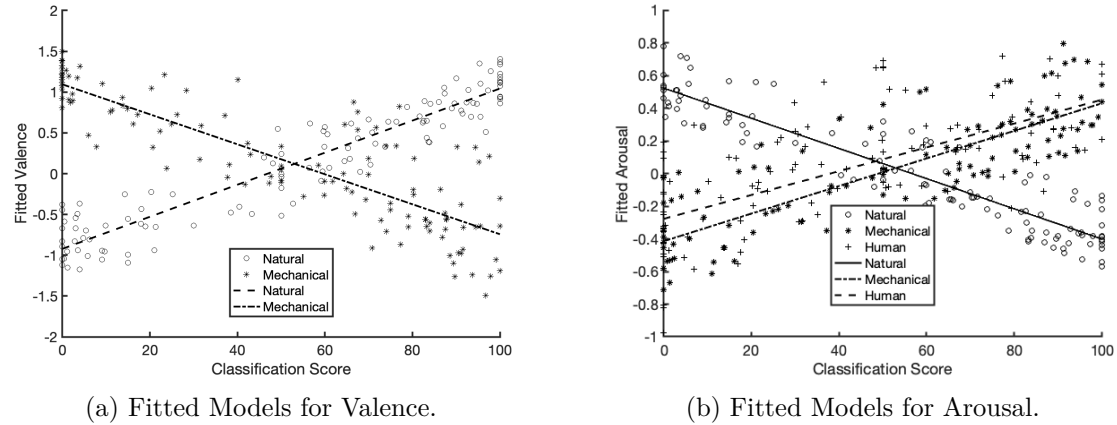 2
1.5
1
0.5
0
-0.5
-1
-1.5
-2
Fitted Valence
0 20 40 60 80 100
Classification Score
Natural
Mechanical
Natural
Mechanical
(a) Fitted Models for Valence.
1
0.8
0.6
0.4
0.2
0
-0.2
-0.4
-0.6
-0.8
-1
Fitted Arousal
0 20 40 60 80 100
Classification Score
Natural
Mechanical
Human
Natural
Mechanical
Human
(b) Fitted Models for Arousal.